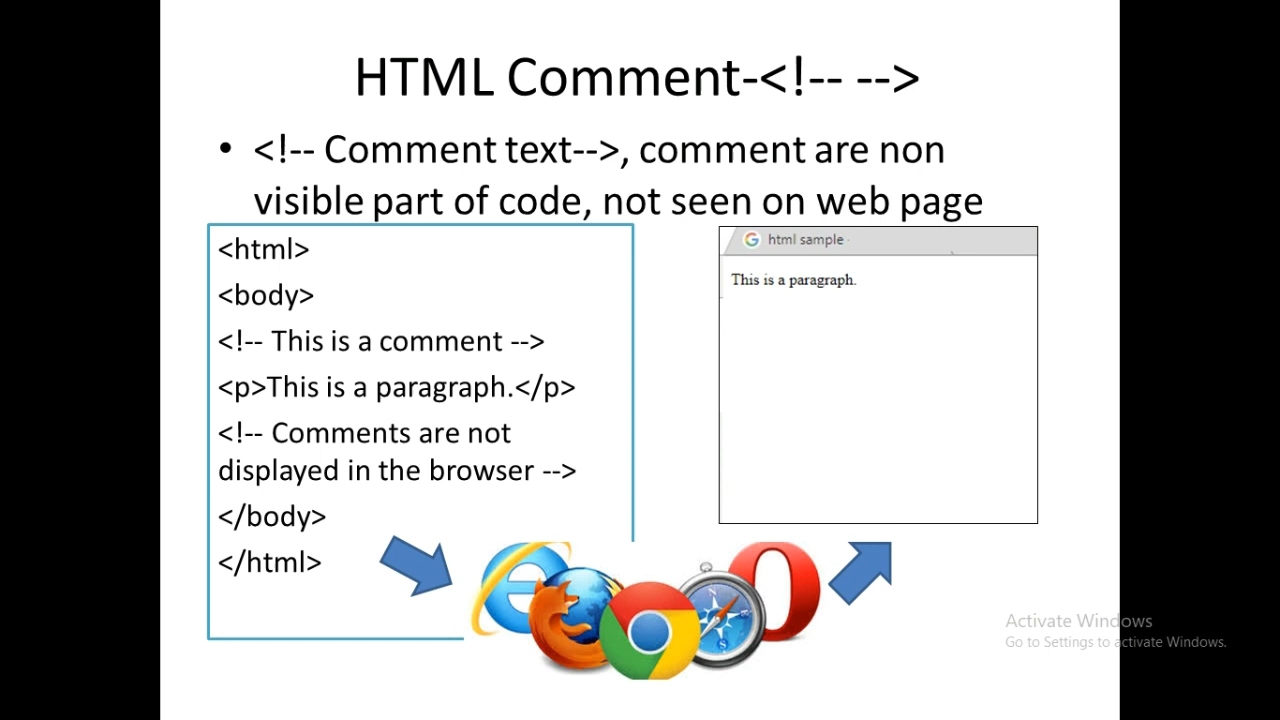 HTML Comment-<!-- -->
• <!-- Comment text-->, comment are non
visible part of code, not seen on web page
<html>
<body>
<!-- This is a comment -->
<p>This is a paragraph.</p>
<!-- Comments are not
displayed in the browser -->
</body>
</html>
html sample
This is a paragraph.
Activate Windows
Go to Settings to activate Windows.